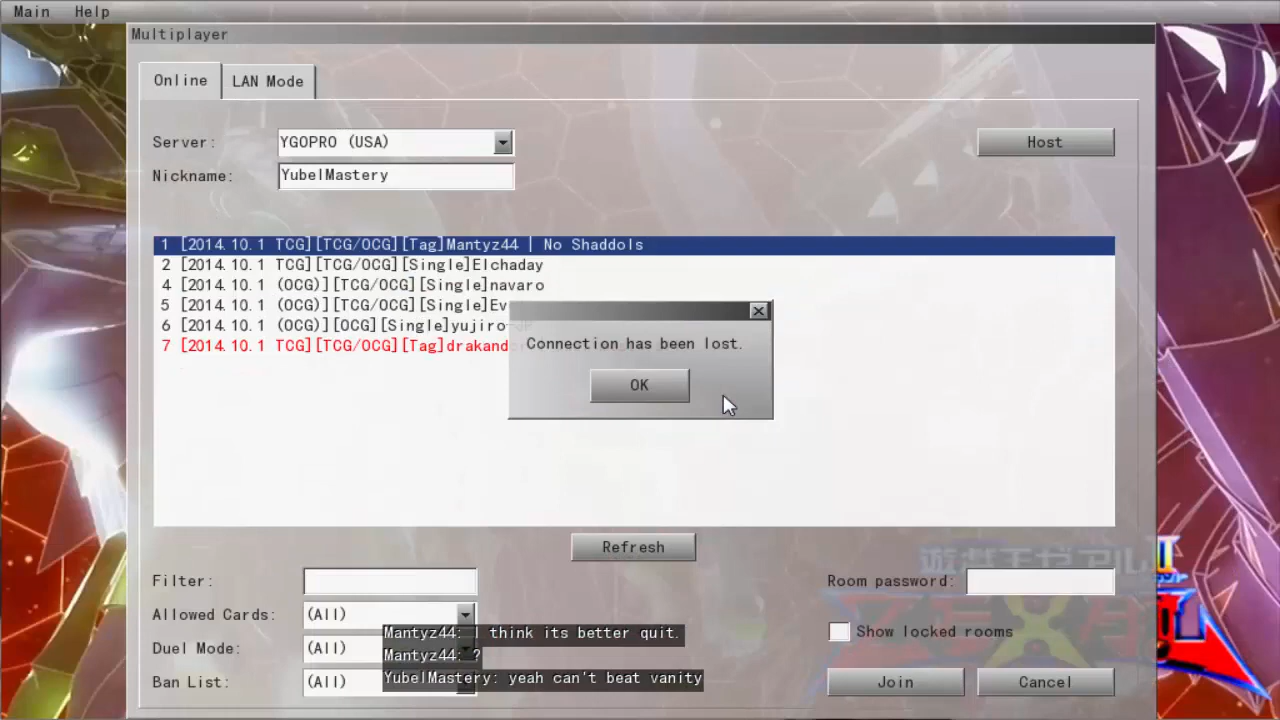 Main Help
Multiplayer
Online LAN Mode
Server: YGOPRO (USA) Host
Nickname: YubelMastery
1 [2014.10.1 TCG][TCG/OCG][Tag]Mantyz44 | No Shaddols
2 [2014.10.1 TCG][TCG/OCG][Single]Elchaday
4 [2014.10.1 (OCG)][TCG/OCG][Single]navaro
5 [2014.10.1 (OCG)][TCG/OCG][Single]Ev
6 [2014.10.1 (OCG)][OCG][Single]yujiro
7 [2014.10.1 TCG][TCG/OCG][Tag]drakand
Connection has been lost.
OK
Refresh
Filter: Room password:
Allowed Cards: (All)
Show locked rooms
Duel Mode: (All)
Ban List: (All)
Join Cancel
Mantyz44: I think its better quit.
Mantyz44: ?
YubelMastery: yeah can't beat vanity